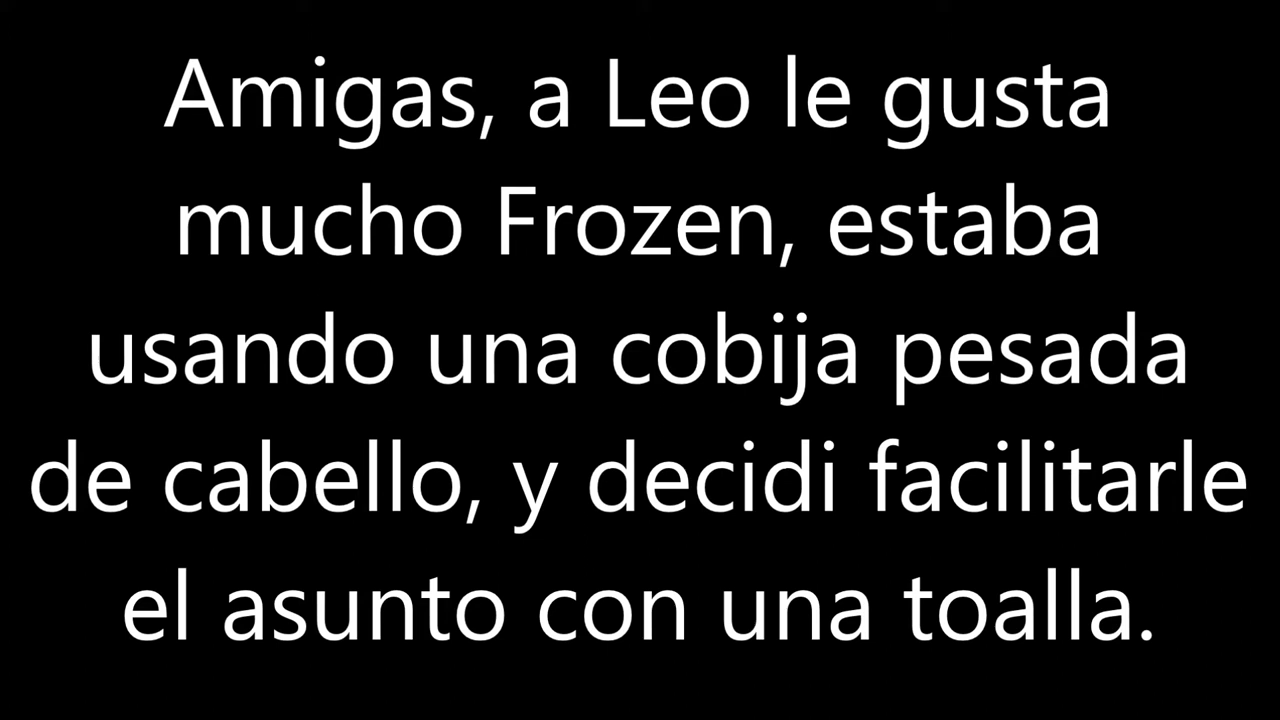 Amigas, a Leo le gusta
mucho Frozen, estaba
usando una cobija pesada
de cabello, y decidi facilitarle
el asunto con una toalla.